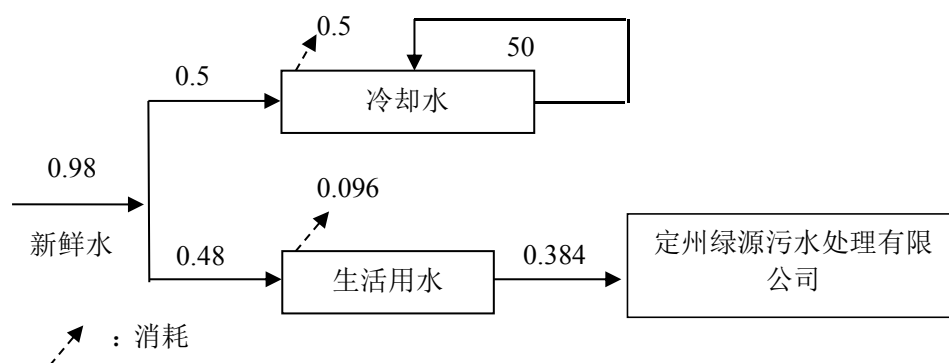 0.5
50
0.5
冷却水
0.98
0.096
新鲜水
0.48
生活用水
0.384
定州绿源污水处理有限
公司
：消耗